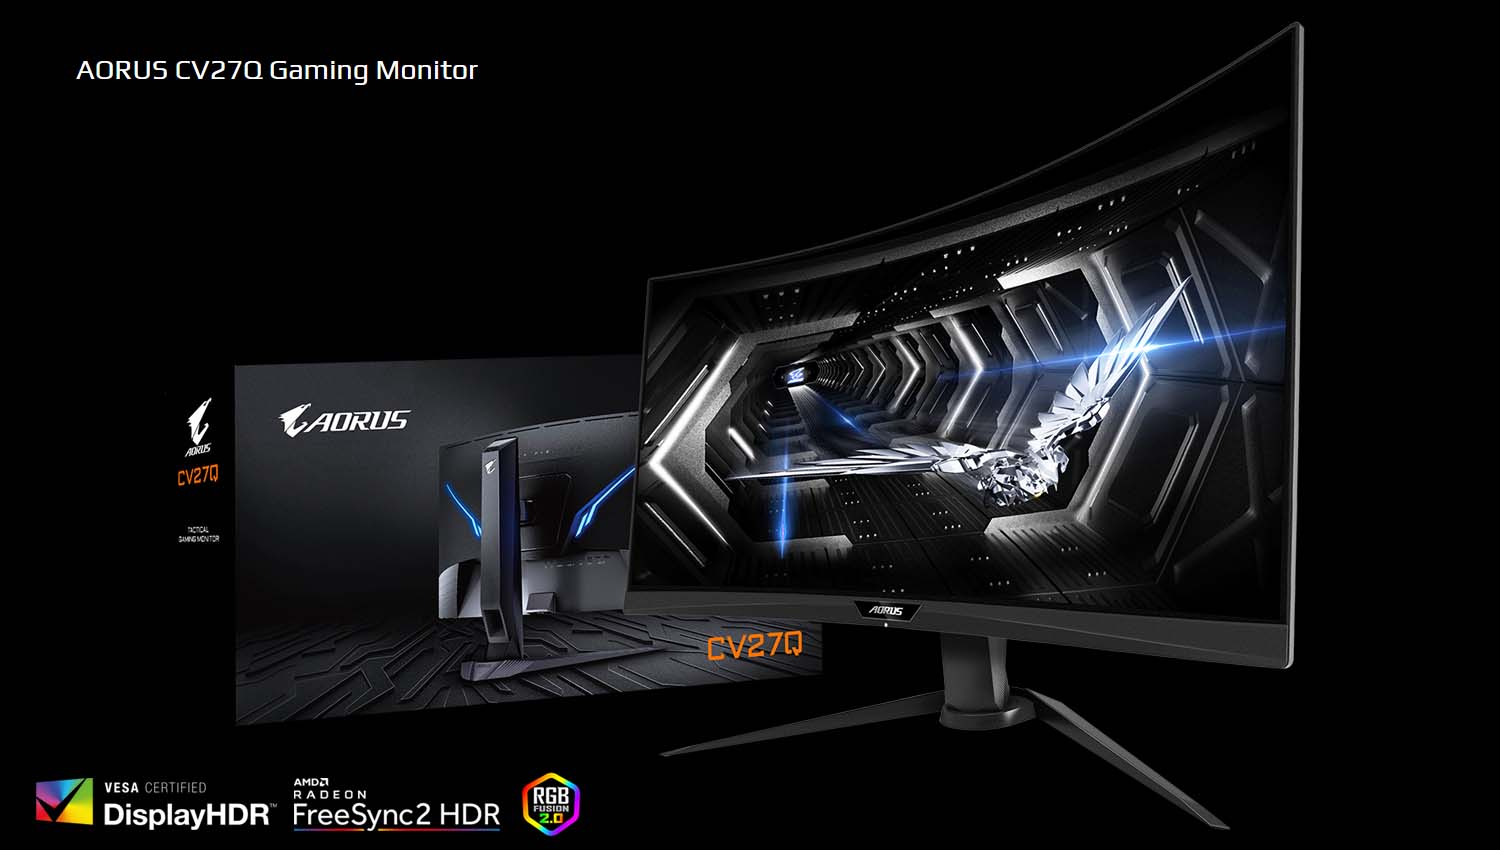 AORUS CV27Q Gaming Monitor
AORUS
CV27Q
TACTICAL
GAMING MONITOR
AORUS
CV27Q
AORUS
VESA CERTIFIED
DisplayHDR™
AMD
RADEON
FreeSync2 HDR
RGB
FUSION
2.0